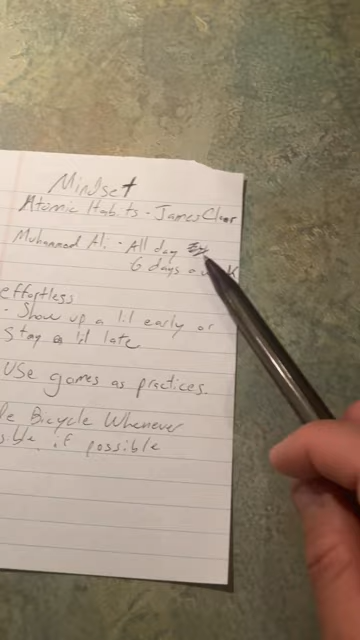 Mindset
Atomic Habits - James Clear
Muhammad Ali - All day
6 days a
effortless
- Show up a lil early or
stay a lil late
Use games as practices.
Bicycle Whenever
if possible